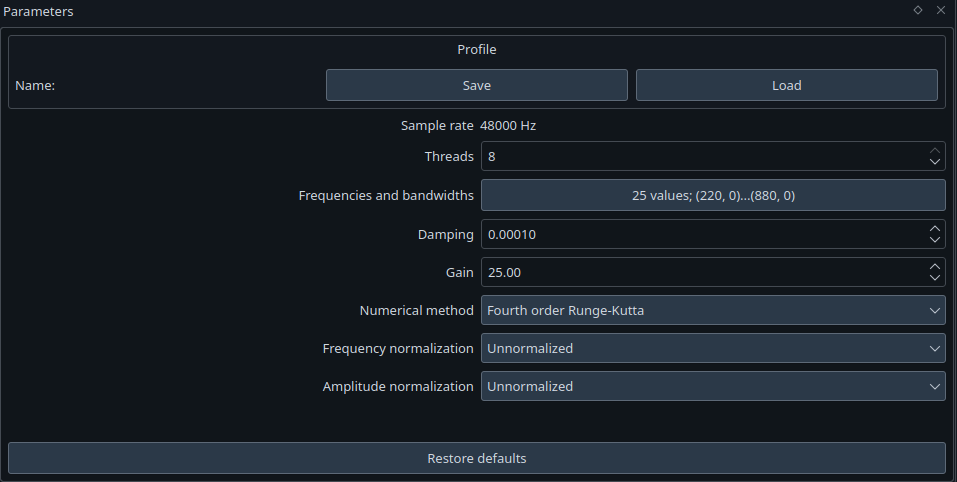 Parameters
Profile
Name: Save Load
Sample rate 48000 Hz
Threads 8
Frequencies and bandwidths 25 values; (220, 0)...(880, 0)
Damping 0.00010
Gain 25.00
Numerical method Fourth order Runge-Kutta
Frequency normalization Unnormalized
Amplitude normalization Unnormalized
Restore defaults